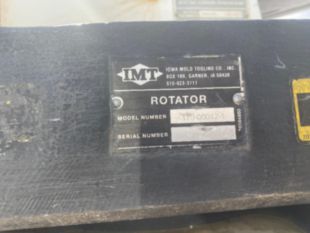 IMT
IOWA MOLD TOOLING CO., INC.
BOX 189, GARNER, IA 50438
515-923-3711
ROTATOR
MODEL NUMBER
SERIAL NUMBER